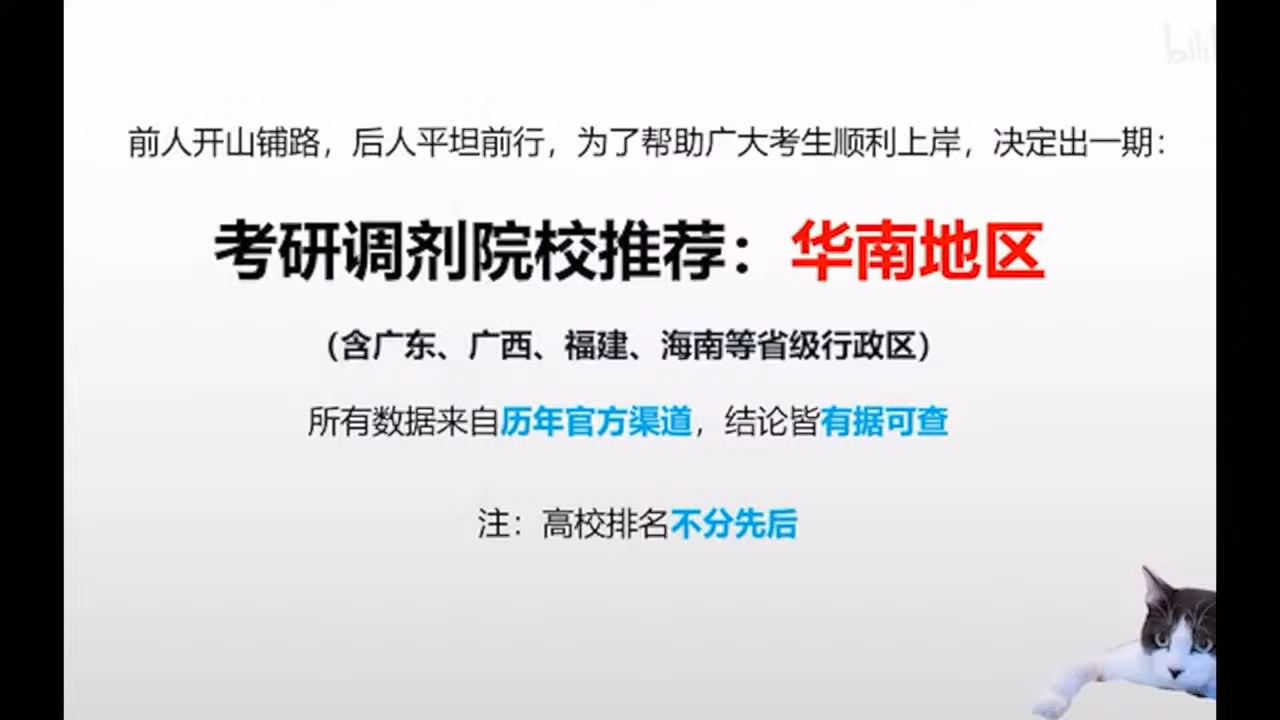 前人开山铺路，后人平坦前行，为了帮助广大考生顺利上岸，决定出一期：
考研调剂院校推荐：华南地区
（含广东、广西、福建、海南等省级行政区）
所有数据来自历年官方渠道，结论皆有据可查
注：高校排名不分先后